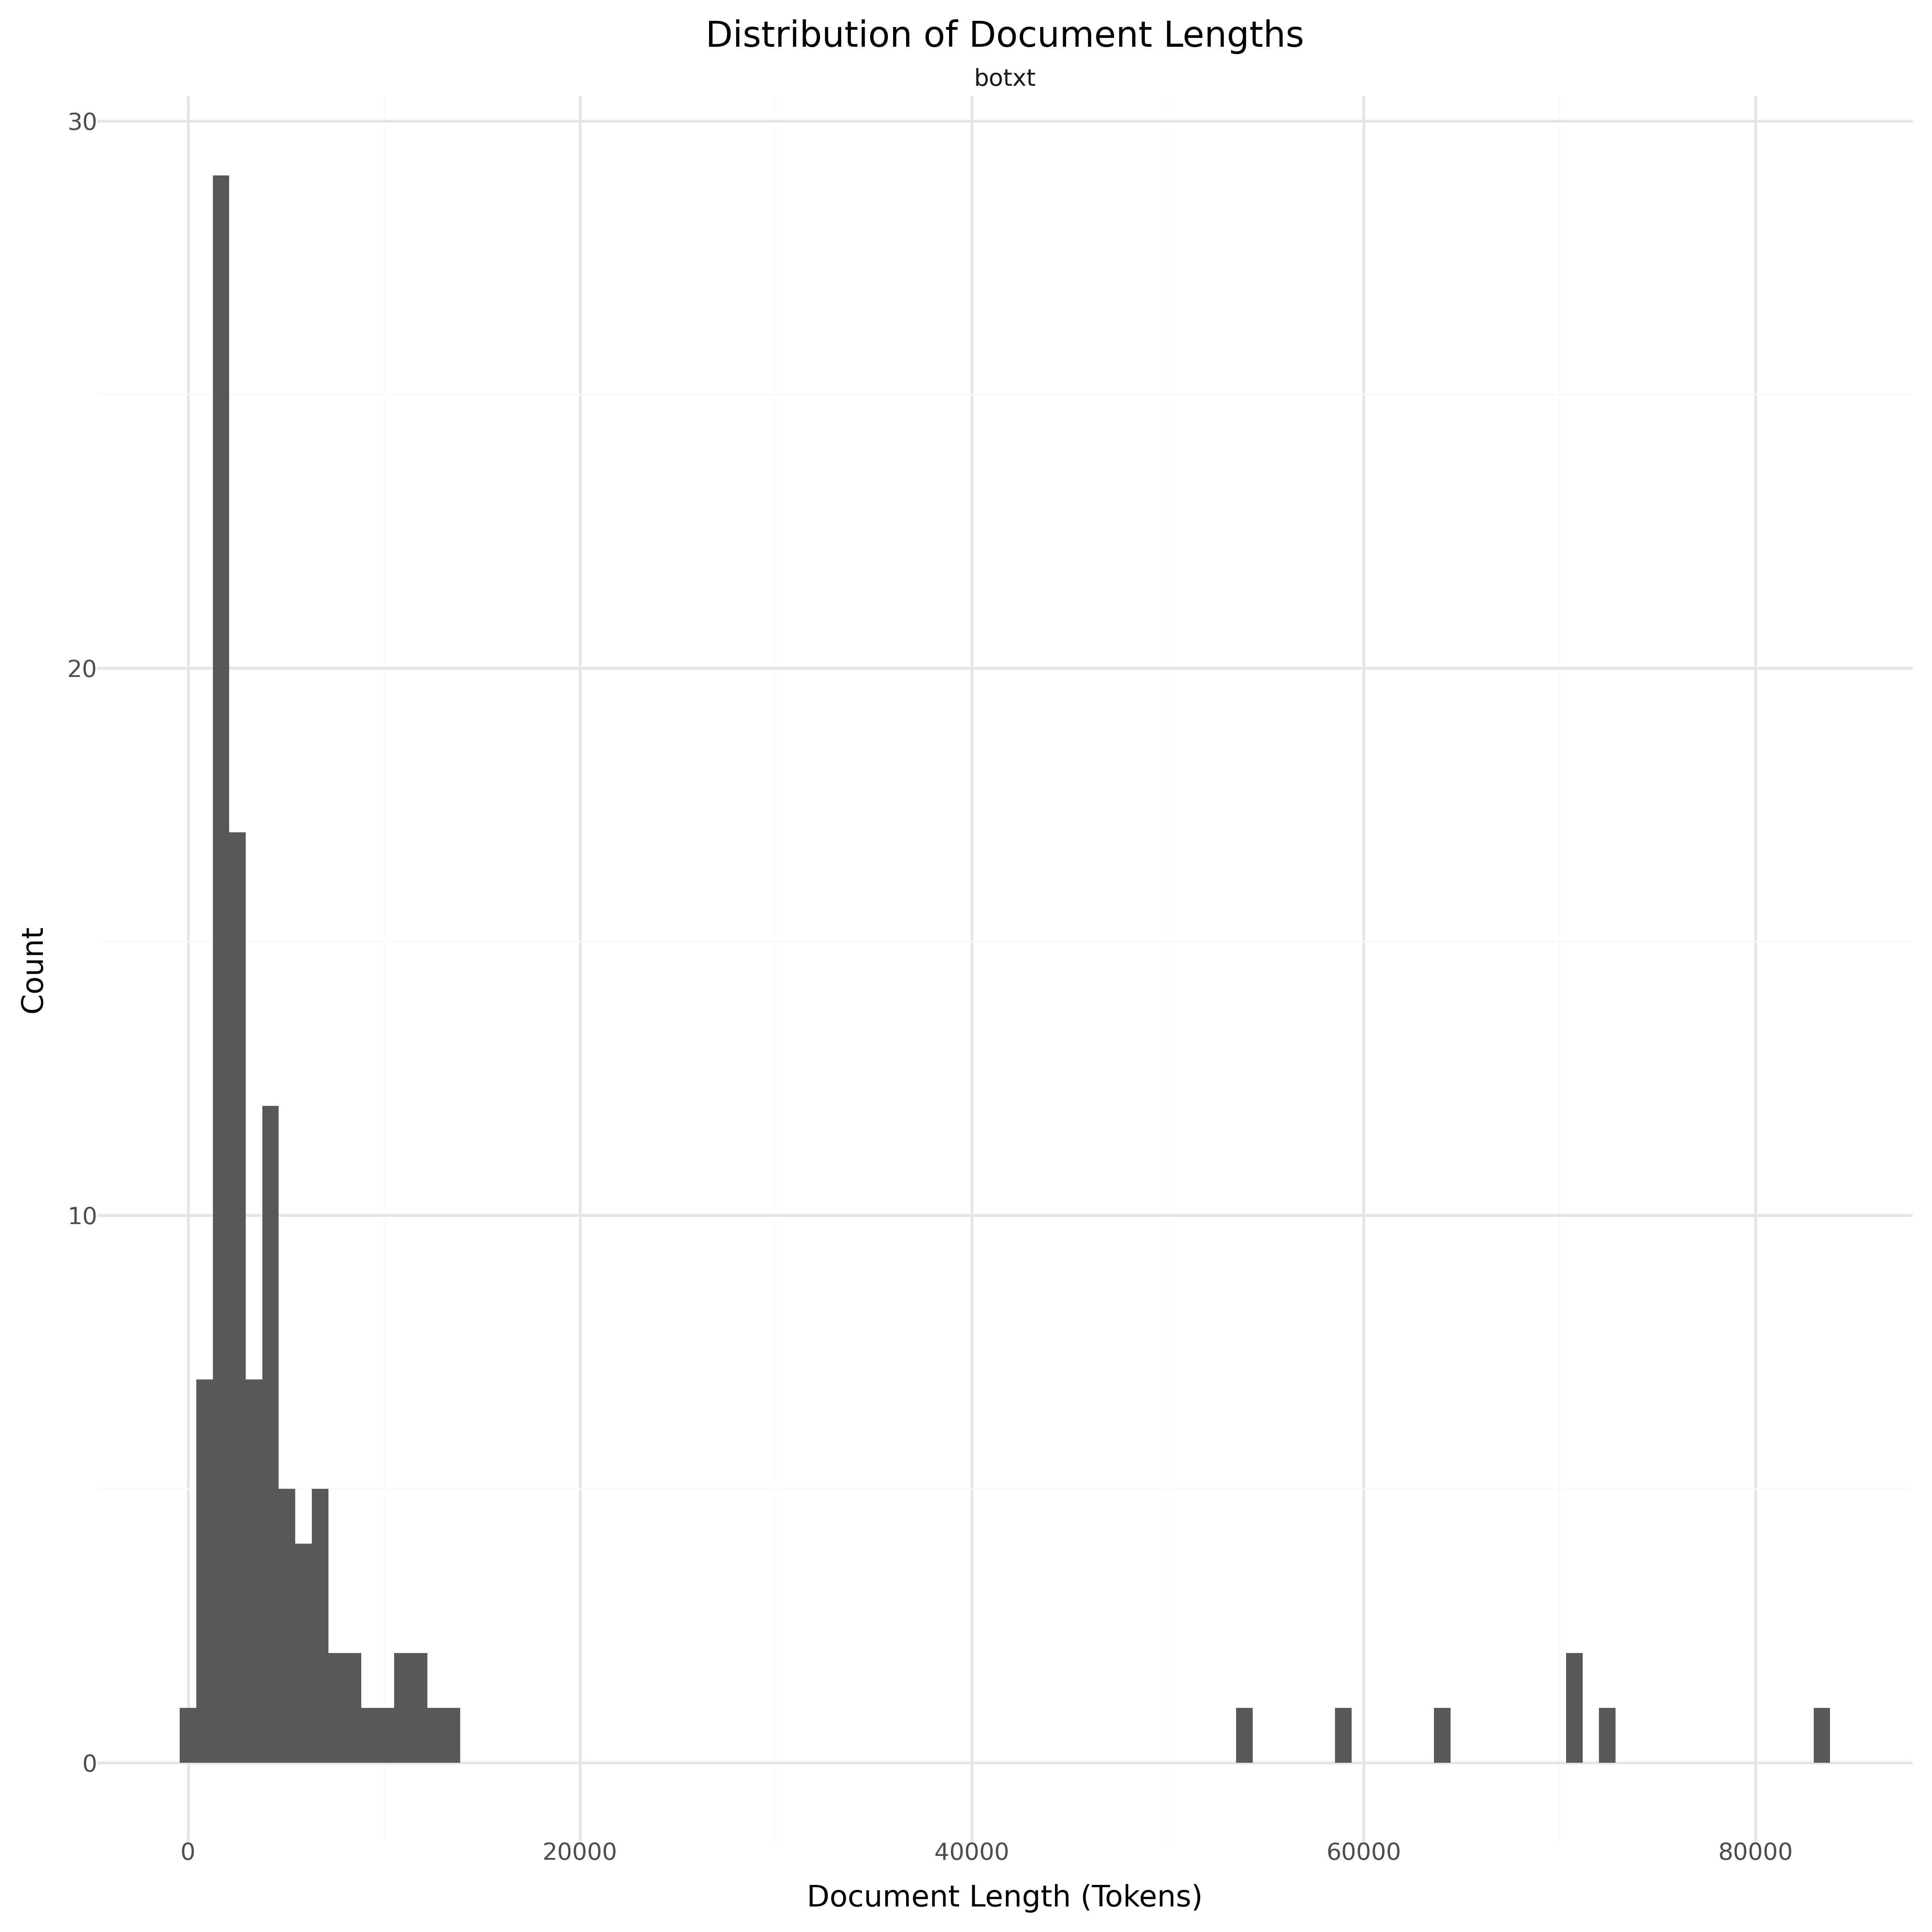 Distribution of Document Lengths
botxt
30
20
10
0
Count
0 20000 40000 60000 80000
Document Length (Tokens)